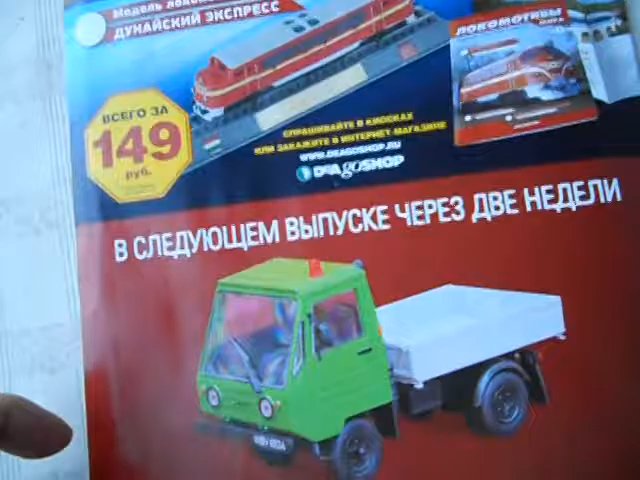 Модель локомо
ДУНАЙСКИЙ ЭКСПРЕСС
ЛОКОМОТИВЫ
ВСЕГО ЗА
149
руб.
СПРАШИВАЙТЕ В КИОСКАХ
ИЛИ ЗАКАЖИТЕ В ИНТЕРНЕТ-МАГАЗИНЕ
WWW.DEAGOSHOP.RU
DEAGOSHOP
В СЛЕДУЮЩЕМ ВЫПУСКЕ ЧЕРЕЗ ДВЕ НЕДЕЛИ